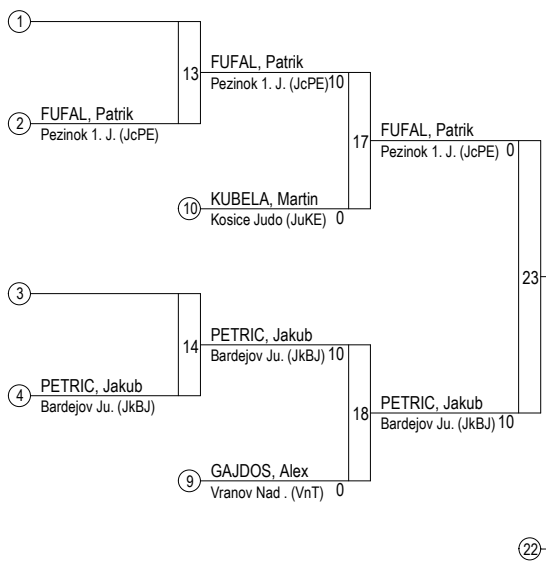 1
13
FUFAL, Patrik
Pezinok 1. J. (JcPE) 10
2
FUFAL, Patrik
Pezinok 1. J. (JcPE)
17
FUFAL, Patrik
Pezinok 1. J. (JcPE) 0
10
KUBELA, Martin
Kosice Judo (JuKE) 0
23
3
14
PETRIC, Jakub
Bardejov Ju. (JkBJ) 10
4
PETRIC, Jakub
Bardejov Ju. (JkBJ)
18
PETRIC, Jakub
Bardejov Ju. (JkBJ) 10
9
GAJDOS, Alex
Vranov Nad . (VnT) 0
22